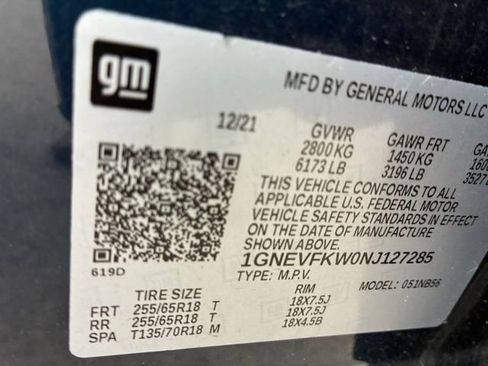 gm
MFD BY GENERAL MOTORS LLC
12/21
GVWR GAWR FRT
2800 KG 1450 KG
6173 LB 3196 LB
THIS VEHICLE CONFORMS TO ALL
APPLICABLE U.S. FEDERAL MOTOR
VEHICLE SAFETY STANDARDS IN EFFECT
ON THE DATE OF MANUFACTURE
1GNEVFKW0NJ127285
619D TYPE: M.P.V. MODEL: 051NB56
TIRE SIZE RIM
FRT 255/65R18 T 18X7.5J
RR 255/65R18 T 18X7.5J
SPA T135/70R18 M 18X4.5B